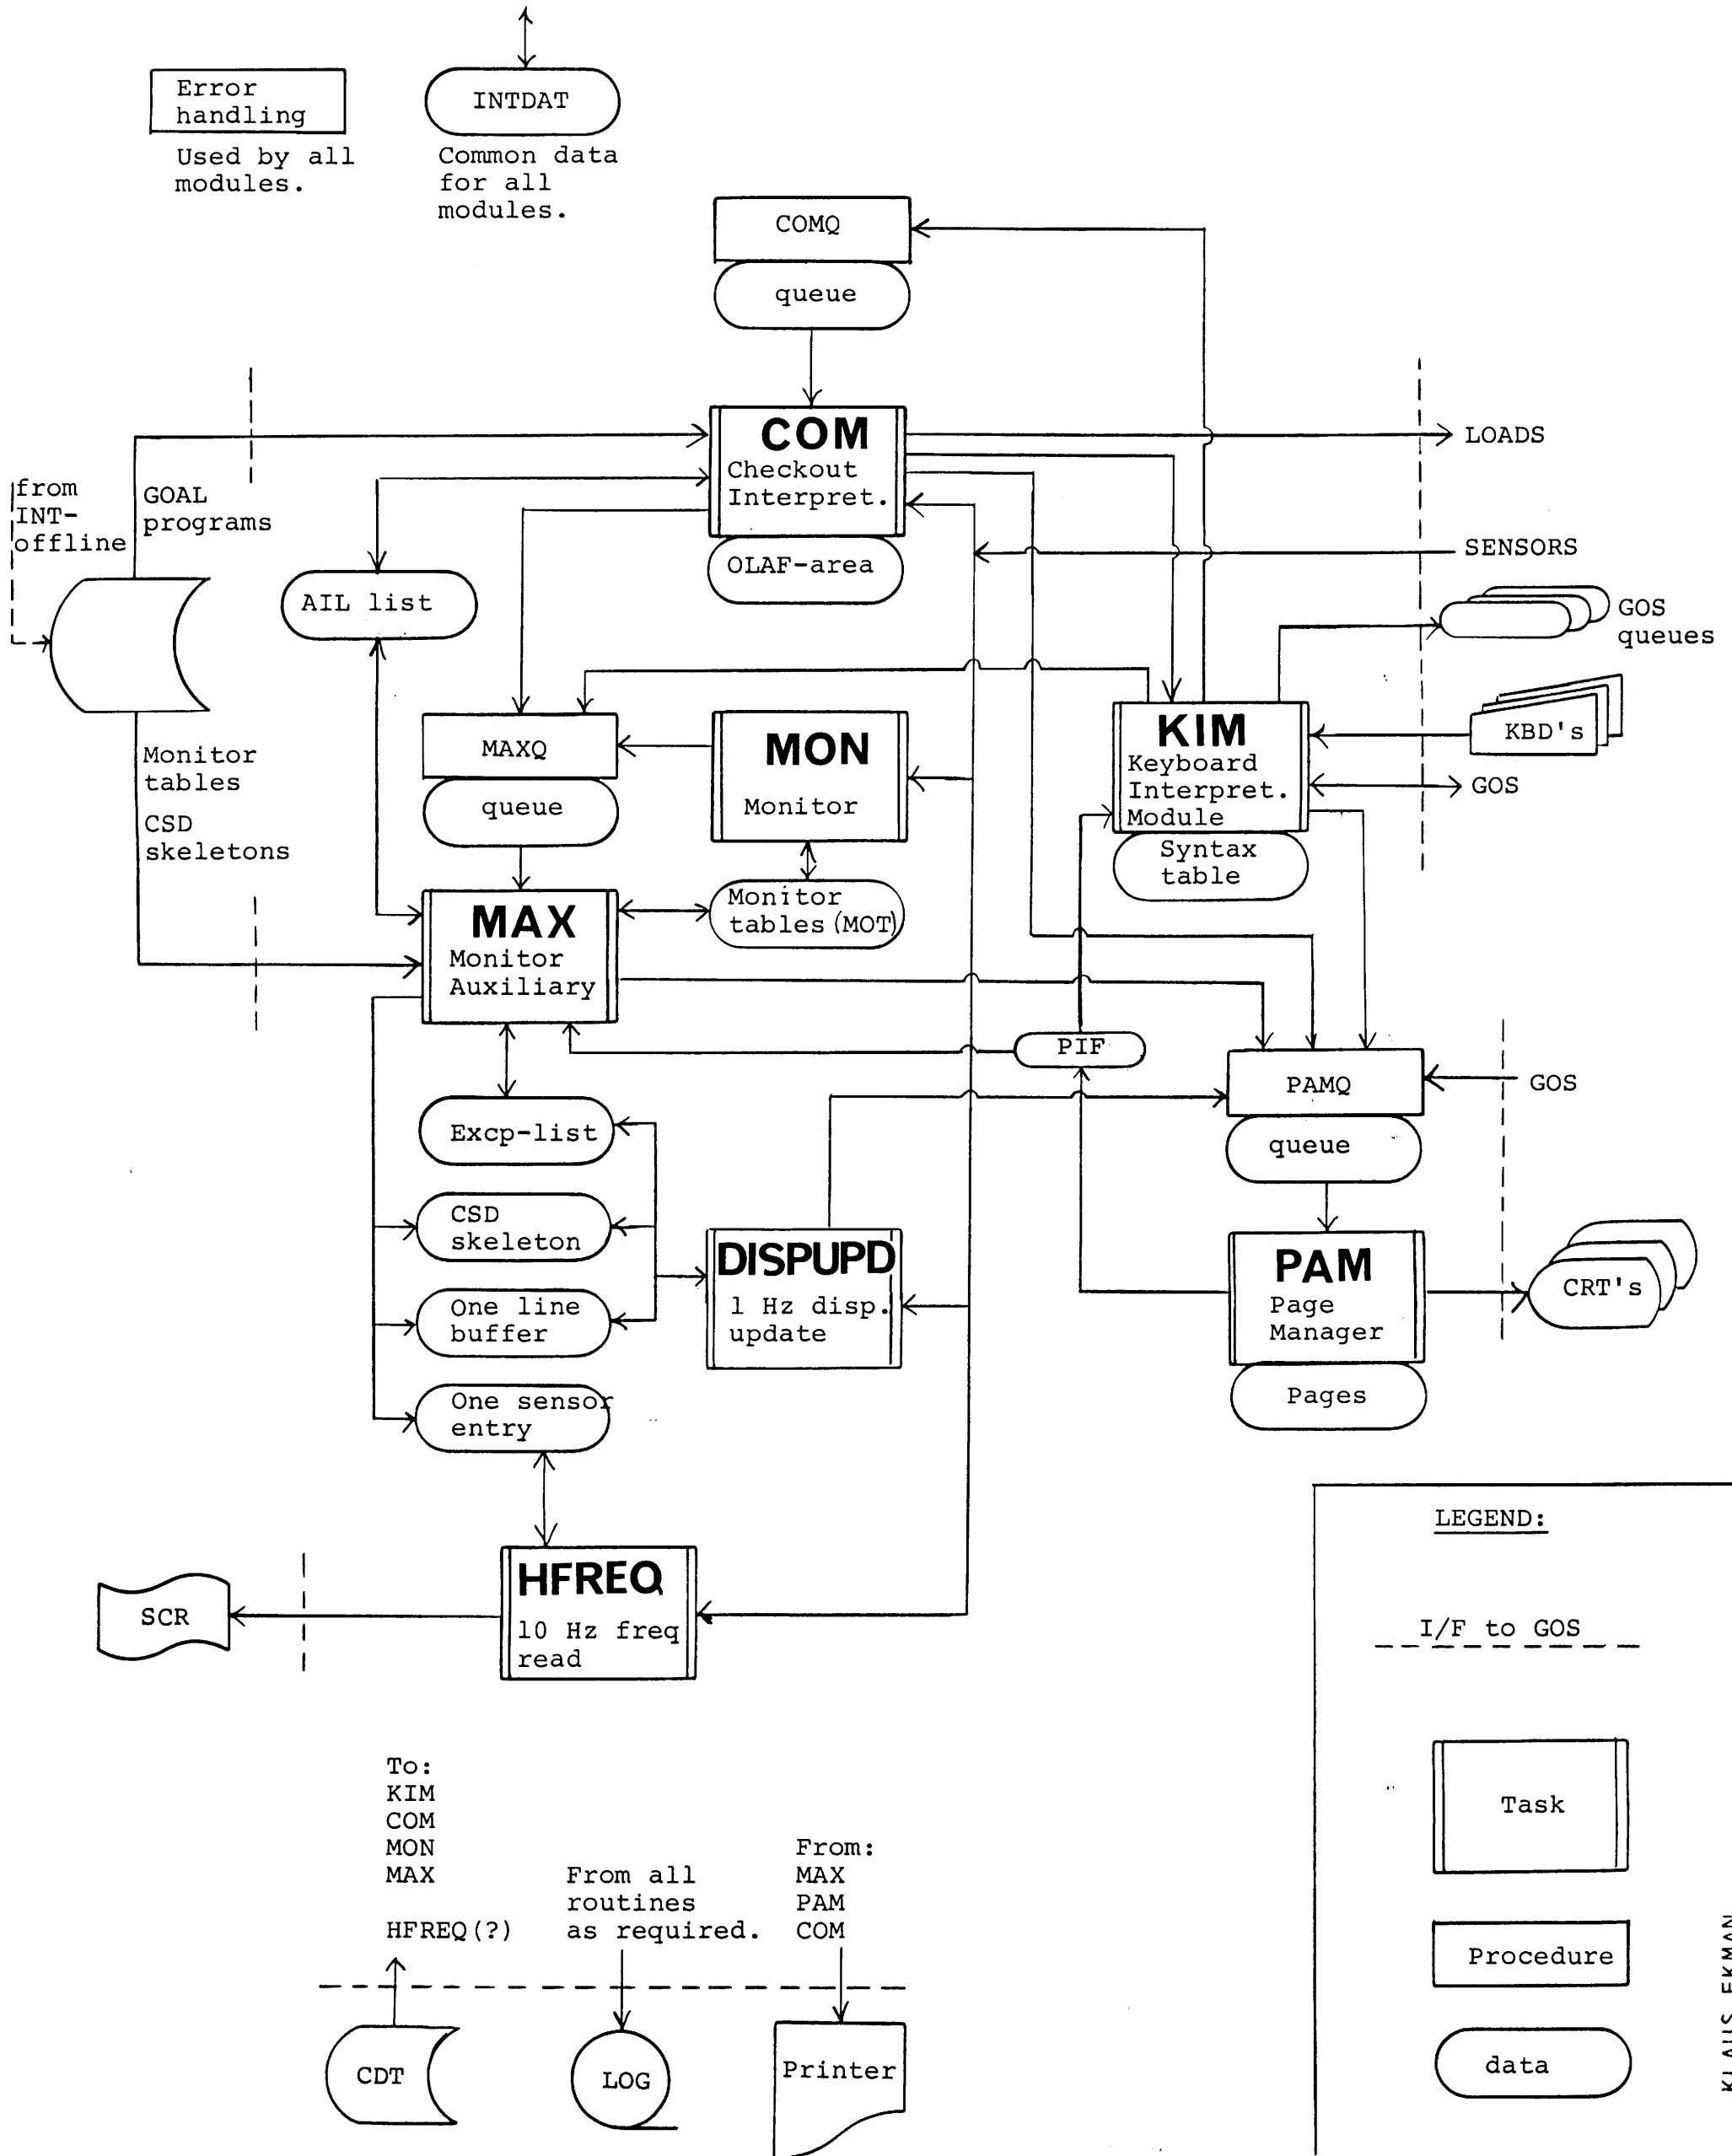 Error
handling
Used by all
modules.
INTDAT
Common data
for all
modules.
COMQ
queue
COM
Checkout
Interpret.
OLAF-area
LOADS
SENSORS
from
INT-
offline
GOAL
programs
AIL list
GOS
queues
KBD's
GOS
Monitor
tables
CSD
skeletons
MAXQ
queue
MON
Monitor
KIM
Keyboard
Interpret.
Module
Syntax
table
MAX
Monitor
Auxiliary
Monitor
tables (MOT)
PIF
PAMQ
queue
GOS
Excp-list
CSD
skeleton
One line
buffer
One sensor
entry
DISPUPD
1 Hz disp.
update
PAM
Page
Manager
Pages
CRT's
HFREQ
10 Hz freq
read
SCR
To:
KIM
COM
MON
MAX
HFREQ(?)
From all
routines
as required.
From:
MAX
PAM
COM
CDT
LOG
Printer
LEGEND:
I/F to GOS
Task
Procedure
data
KLAUS EKMAN